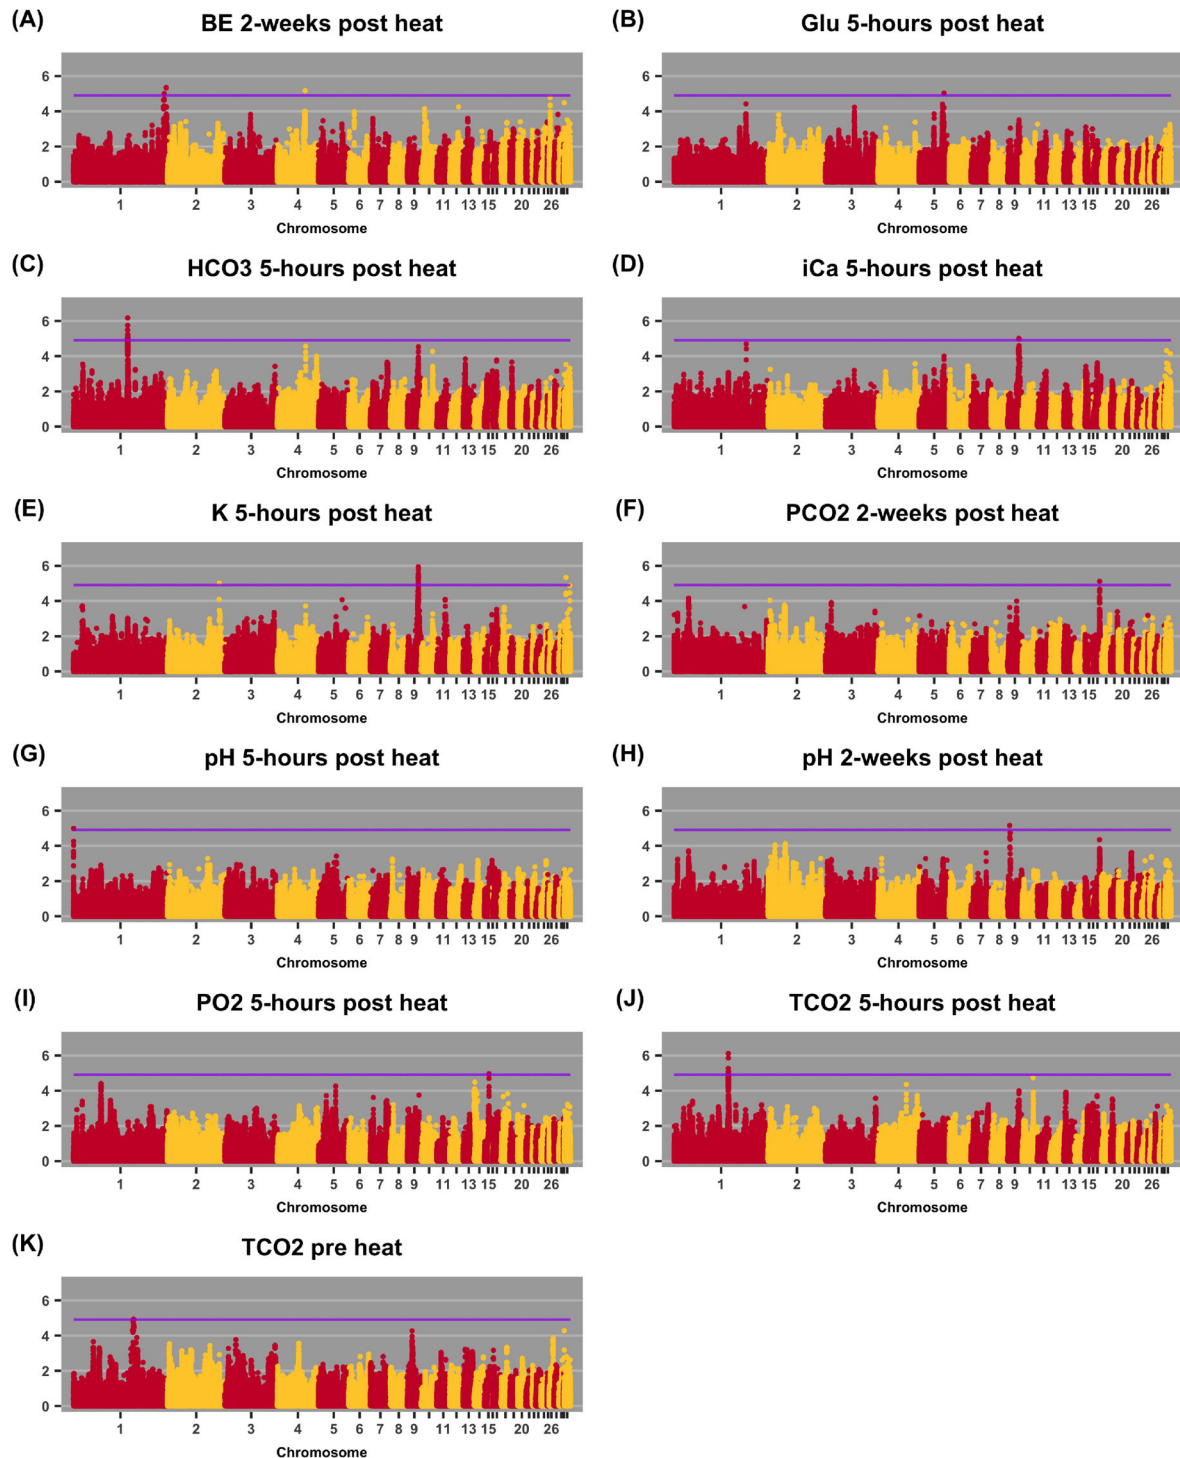 (A) BE 2-weeks post heat
6
4
2
0
1 2 3 4 5 6 7 8 9 11 13 15 20 26
Chromosome
(B) Glu 5-hours post heat
6
4
2
0
1 2 3 4 5 6 7 8 9 11 13 15 20 26
Chromosome
(C) HCO3 5-hours post heat
6
4
2
0
1 2 3 4 5 6 7 8 9 11 13 15 20 26
Chromosome
(D) iCa 5-hours post heat
6
4
2
0
1 2 3 4 5 6 7 8 9 11 13 15 20 26
Chromosome
(E) K 5-hours post heat
6
4
2
0
1 2 3 4 5 6 7 8 9 11 13 15 20 26
Chromosome
(F) PCO2 2-weeks post heat
6
4
2
0
1 2 3 4 5 6 7 8 9 11 13 15 20 26
Chromosome
(G) pH 5-hours post heat
6
4
2
0
1 2 3 4 5 6 7 8 9 11 13 15 20 26
Chromosome
(H) pH 2-weeks post heat
6
4
2
0
1 2 3 4 5 6 7 8 9 11 13 15 20 26
Chromosome
(I) PO2 5-hours post heat
6
4
2
0
1 2 3 4 5 6 7 8 9 11 13 15 20 26
Chromosome
(J) TCO2 5-hours post heat
6
4
2
0
1 2 3 4 5 6 7 8 9 11 13 15 20 26
Chromosome
(K) TCO2 pre heat
6
4
2
0
1 2 3 4 5 6 7 8 9 11 13 15 20 26
Chromosome